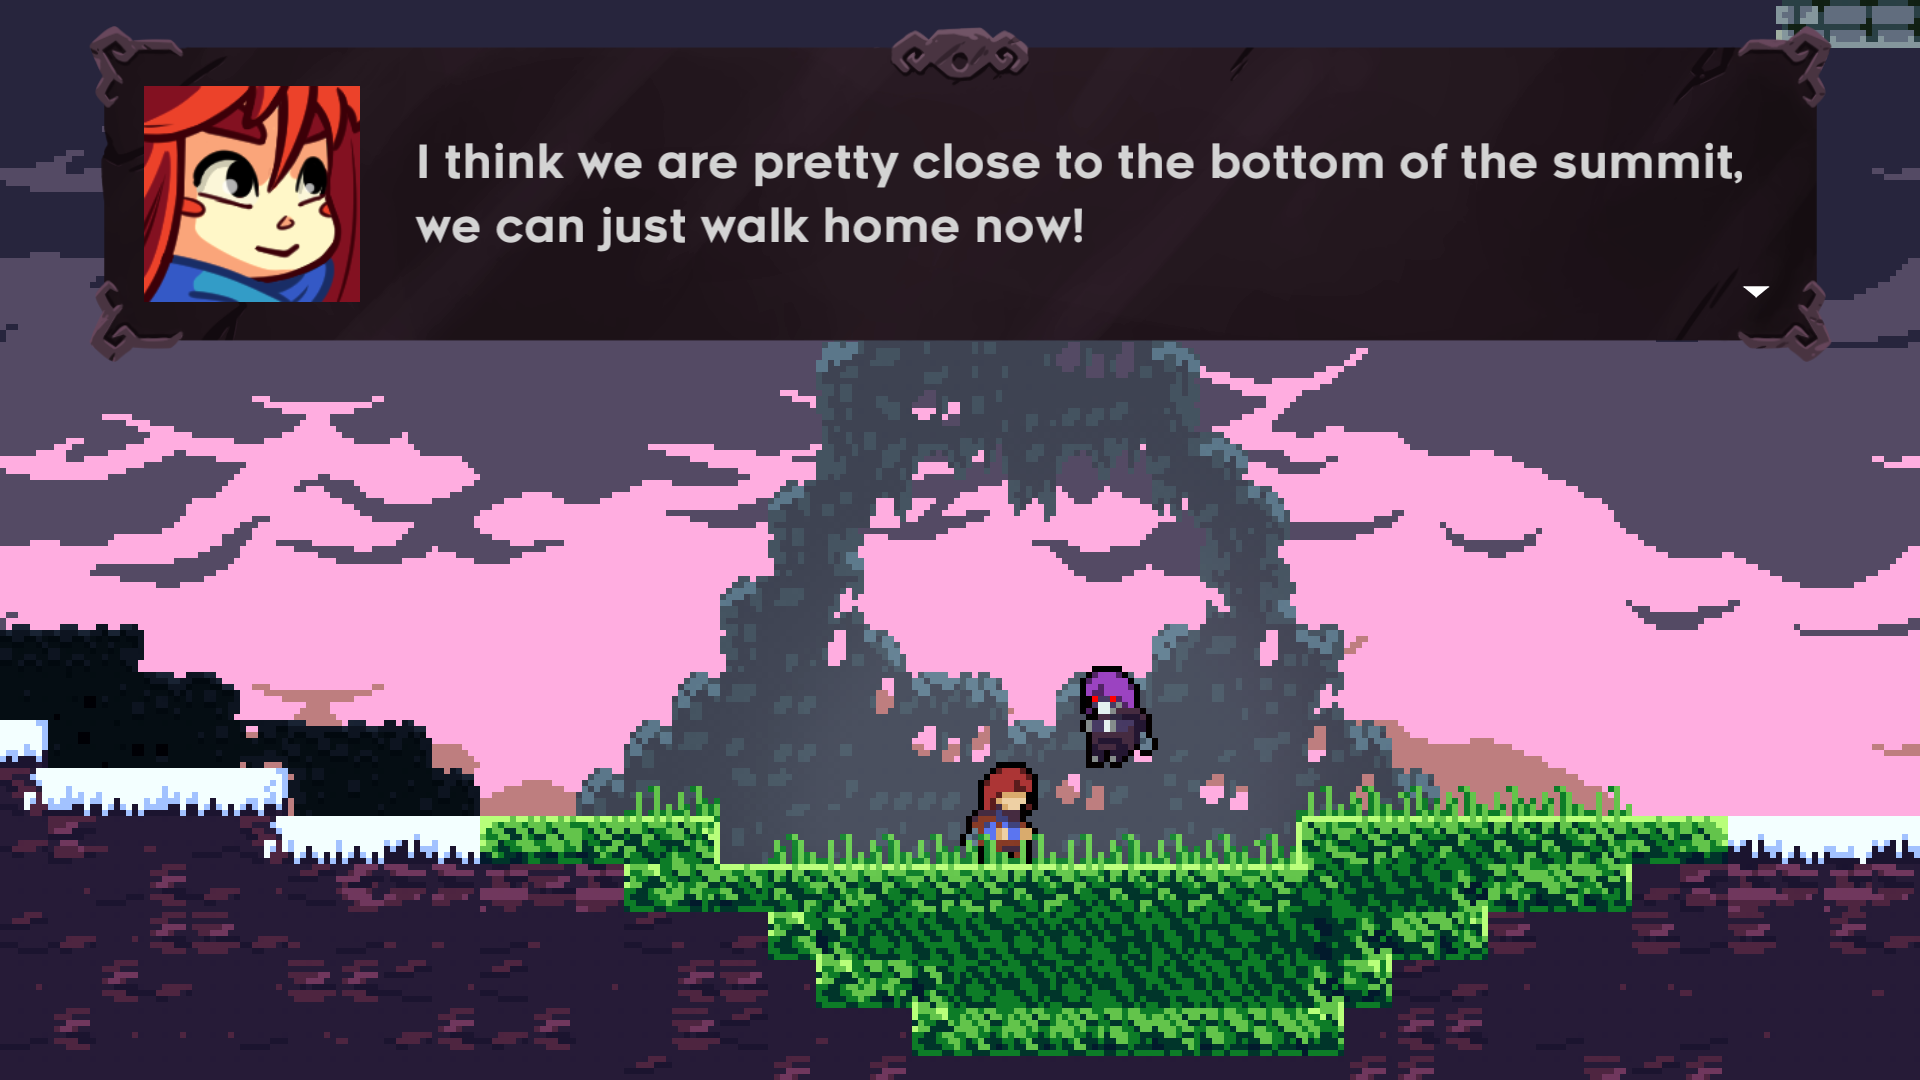 I think we are pretty close to the bottom of the summit,
we can just walk home now!